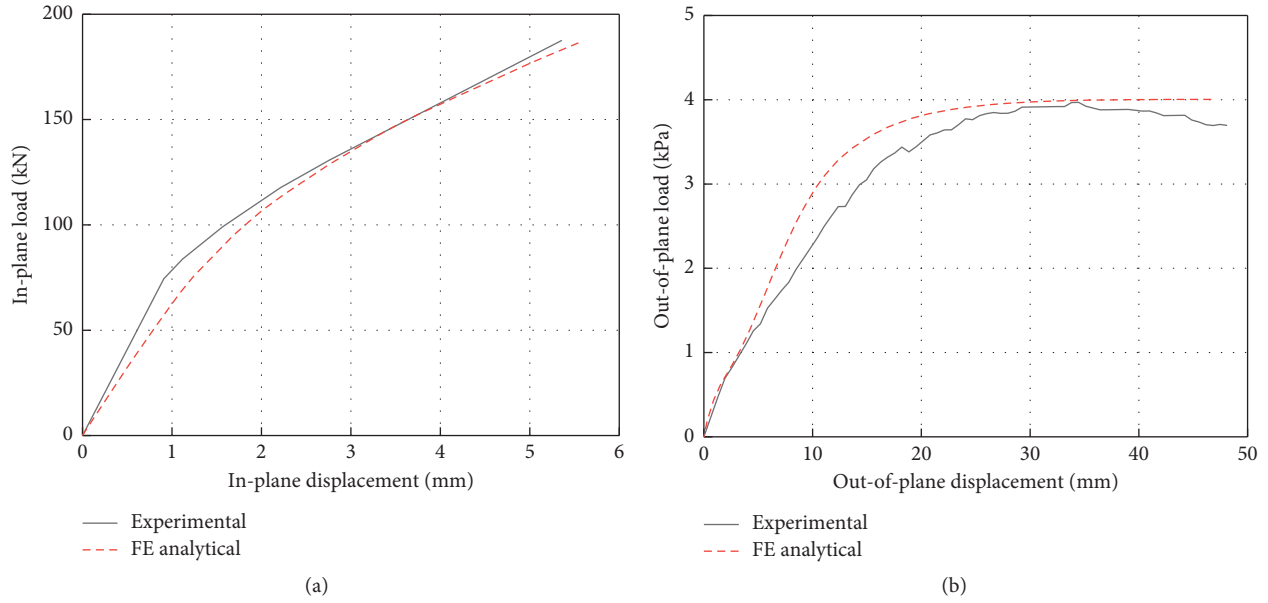 200
150
100
50
0
In-plane load (kN)
0 1 2 3 4 5 6
In-plane displacement (mm)
Experimental
FE analytical
(a)
5
4
3
2
1
0
Out-of-plane load (kPa)
0 10 20 30 40 50
Out-of-plane displacement (mm)
Experimental
FE analytical
(b)